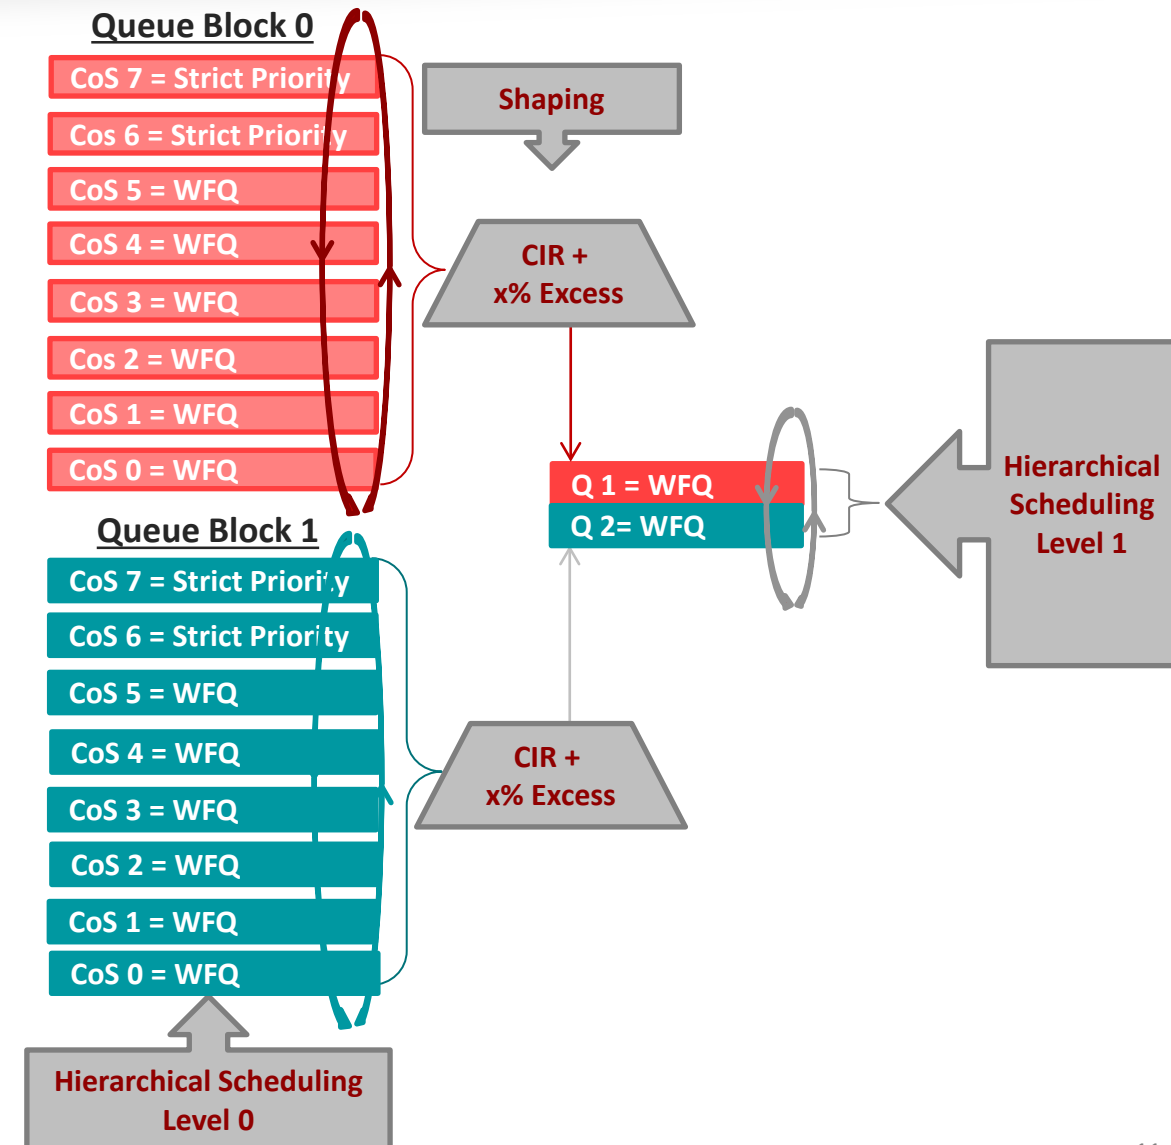 Queue Block 0
CoS 7 = Strict Priority
Cos 6 = Strict Priority
CoS 5 = WFQ
CoS 4 = WFQ
CoS 3 = WFQ
Cos 2 = WFQ
CoS 1 = WFQ
CoS 0 = WFQ
Shaping
CIR +
x% Excess
Q 1 = WFQ
Q 2= WFQ
Hierarchical
Scheduling
Level 1
Queue Block 1
CoS 7 = Strict Priority
CoS 6 = Strict Priority
CoS 5 = WFQ
CoS 4 = WFQ
CoS 3 = WFQ
CoS 2 = WFQ
CoS 1 = WFQ
CoS 0 = WFQ
CIR +
x% Excess
Hierarchical Scheduling
Level 0